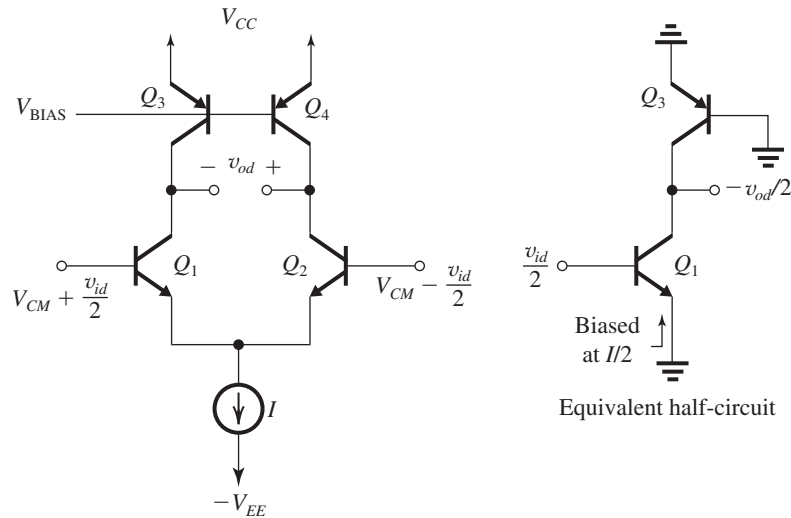 V_CC
Q_3
Q_4
V_BIAS
− v_od +
Q_1
Q_2
V_CM + v_id/2
V_CM − v_id/2
I
−V_EE
Q_3
−v_od/2
v_id/2
Q_1
Biased
at I/2
Equivalent half-circuit